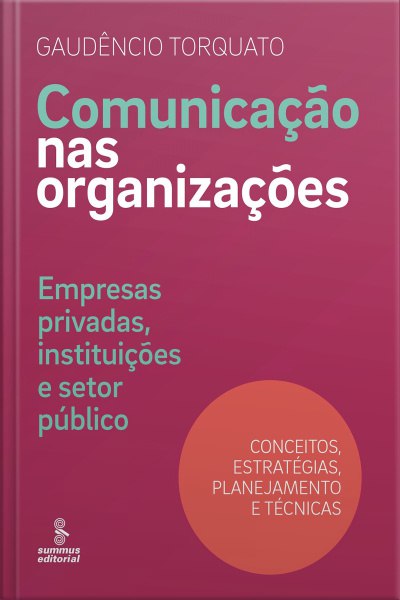 GAUDÊNCIO TORQUATO
Comunicação
nas
organizações
Empresas
privadas,
instituições
e setor
público
CONCEITOS,
ESTRATÉGIAS,
PLANEJAMENTO
E TÉCNICAS
summus
editorial